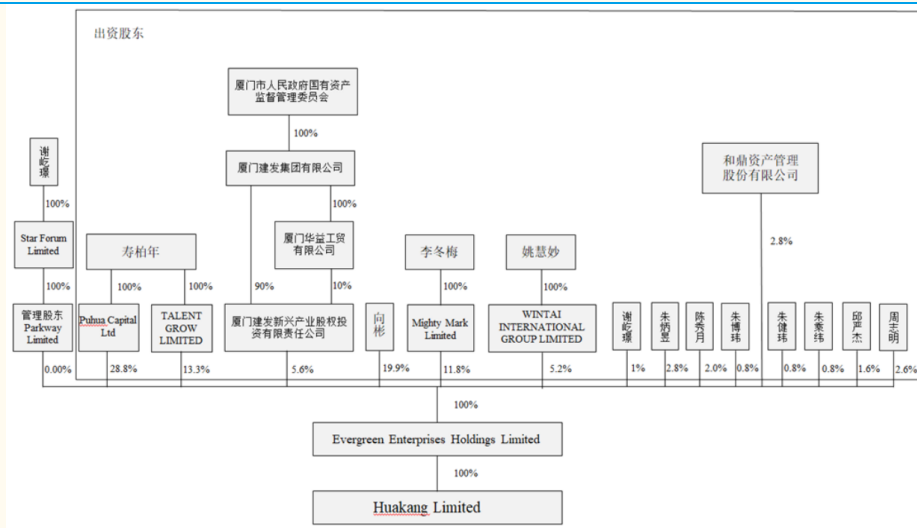 出资股东
厦门市人民政府国有资产
监督管理委员会
100%
谢屹璟
厦门建发集团有限公司
和鼎资产管理
股份有限公司
100%
100%
Star Forum
Limited
寿柏年
厦门华益工贸
有限公司
李冬梅
姚慧妙
2.8%
100%
100%
100%
90%
10%
100%
100%
管理股东
Parkway
Limited
Puhua Capital
Ltd
TALENT
GROW
LIMITED
厦门建发新兴产业股权投
资有限责任公司
向彬
Mighty Mark
Limited
WINTAI
INTERNATIONAL
GROUP LIMITED
谢屹璟
朱炳昱
陈秀月
朱博玮
朱健玮
朱乘纬
邱严杰
周志明
0.00%
28.8%
13.3%
5.6%
19.9%
11.8%
5.2%
1%
2.8%
2.0%
0.8%
0.8%
0.8%
1.6%
2.6%
100%
Evergreen Enterprises Holdings Limited
100%
Huakang Limited